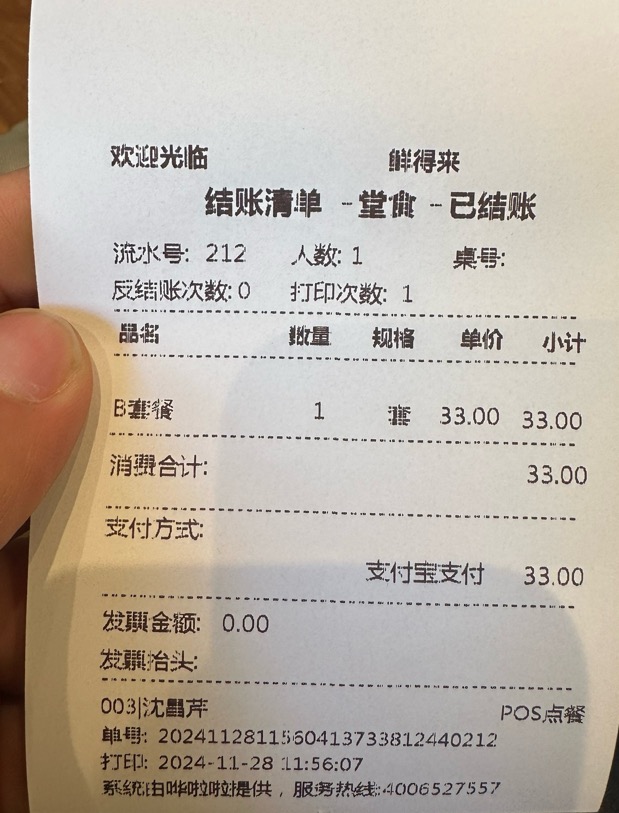 欢迎光临 鲜得来
结账清单 -堂食 -已结账
流水号: 212 人数: 1 桌号:
反结账次数: 0 打印次数: 1
品名 数量 规格 单价 小计
B套餐 1 套 33.00 33.00
消费合计: 33.00
支付方式:
支付宝支付 33.00
发票金额: 0.00
发票抬头:
003|沈昌芹 POS点餐
单号: 2024112811560413733812440212
打印: 2024-11-28 11:56:07
系统由哗啦啦提供，服务热线:4006527557